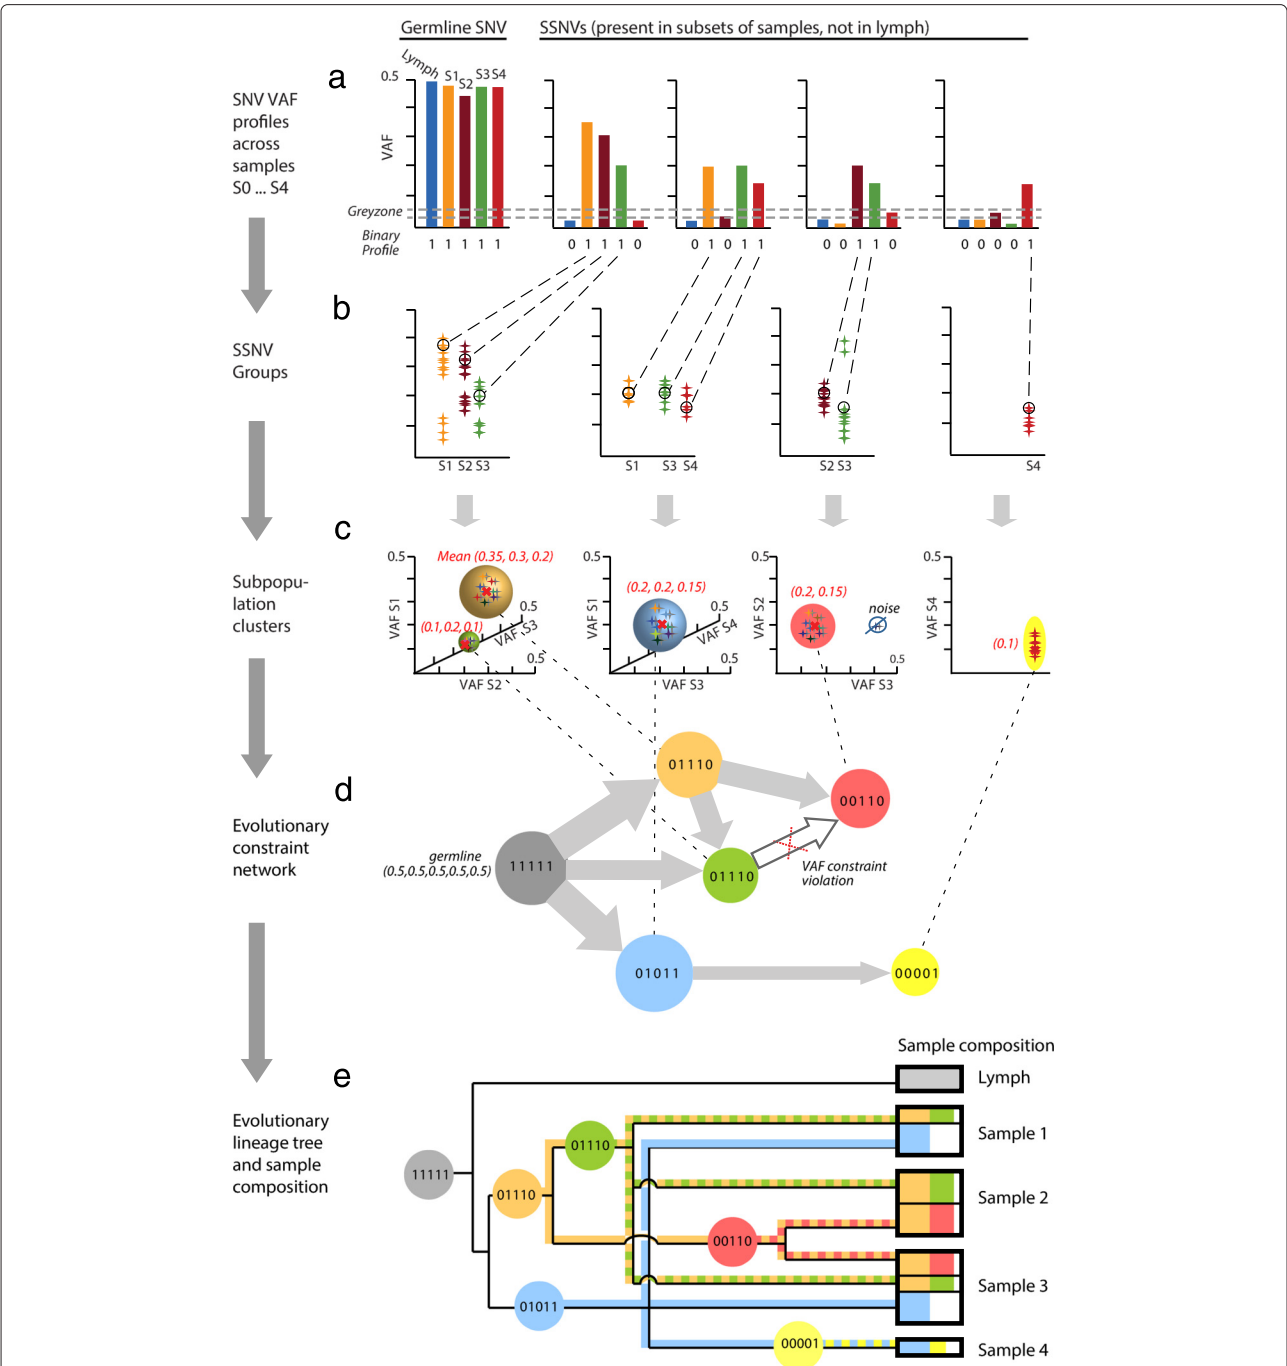 Germline SNV
SSNVs (present in subsets of samples, not in lymph)
a
SNV VAF
profiles
across
samples
S0 ... S4
0.5
VAF
Lymph
S1
S2
S3 S4
Greyzone
Binary
Profile
1 1 1 1 1
0 1 1 1 0
0 1 0 1 1
0 0 1 1 0
0 0 0 0 1
b
SSNV
Groups
S1 S2 S3
S1 S3 S4
S2 S3
S4
c
Subpopu-
lation
clusters
0.5
VAF S1
Mean (0.35, 0.3, 0.2)
(0.1,0.2,0.1)
0.5
VAF S3
0.5
VAF S2
0.5
VAF S1
(0.2, 0.2, 0.15)
0.5
VAF S4
VAF S3
0.5
VAF S2
(0.2, 0.15)
noise
0.5
VAF S3
0.5
VAF S4
(0.1)
d
Evolutionary
constraint
network
germline
(0.5,0.5,0.5,0.5,0.5)
11111
01110
00110
01110
VAF constraint
violation
01011
00001
e
Evolutionary
lineage tree
and sample
composition
Sample composition
Lymph
Sample 1
Sample 2
Sample 3
Sample 4
11111
01110
01110
00110
01011
00001